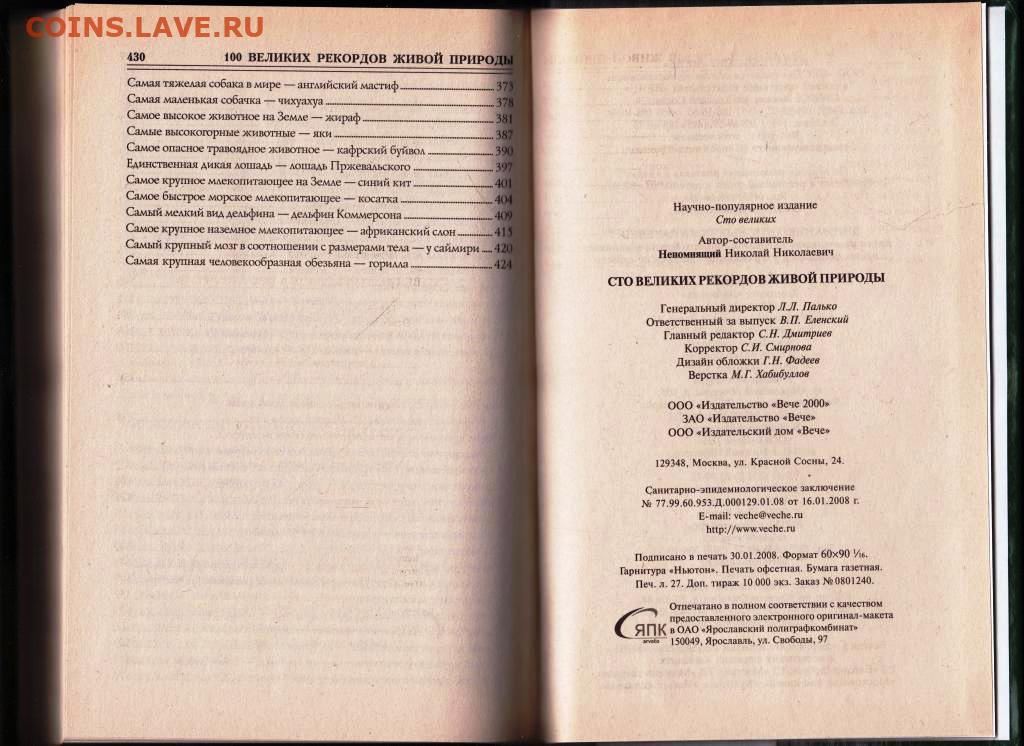 COINS.LAVE.RU
430 100 ВЕЛИКИХ РЕКОРДОВ ЖИВОЙ ПРИРОДЫ
Самая тяжелая собака в мире — английский мастиф 373
Самая маленькая собачка — чихуахуа 378
Самое высокое животное на Земле — жираф 381
Самые высокогорные животные — яки 387
Самое опасное травоядное животное — кафрский буйвол 390
Единственная дикая лошадь — лошадь Пржевальского 397
Самое крупное млекопитающее на Земле — синий кит 401
Самое быстрое морское млекопитающее — косатка 404
Самый мелкий вид дельфина — дельфин Коммерсона 409
Самое крупное наземное млекопитающее — африканский слон 415
Самый крупный мозг в соотношении с размерами тела — у саймири 420
Самая крупная человекообразная обезьяна — горилла 424
Научно-популярное издание
Сто великих
Автор-составитель
Непомнящий Николай Николаевич
СТО ВЕЛИКИХ РЕКОРДОВ ЖИВОЙ ПРИРОДЫ
Генеральный директор Л.Л. Палько
Ответственный за выпуск В.П. Еленский
Главный редактор С.Н. Дмитриев
Корректор С.И. Смирнова
Дизайн обложки Г.Н. Фадеев
Верстка М.Г. Хабибуллов
ООО «Издательство «Вече 2000»
ЗАО «Издательство «Вече»
ООО «Издательский дом «Вече»
129348, Москва, ул. Красной Сосны, 24.
Санитарно-эпидемиологическое заключение
№ 77.99.60.953.Д.000129.01.08 от 16.01.2008 г.
E-mail: veche@veche.ru
http://www.veche.ru
Подписано в печать 30.01.2008. Формат 60×90 1/16.
Гарнитура «Ньютон». Печать офсетная. Бумага газетная.
Печ. л. 27. Доп. тираж 10 000 экз. Заказ № 0801240.
ЯПК
Отпечатано в полном соответствии с качеством
предоставленного электронного оригинал-макета
в ОАО «Ярославский полиграфкомбинат»
150049, Ярославль, ул. Свободы, 97